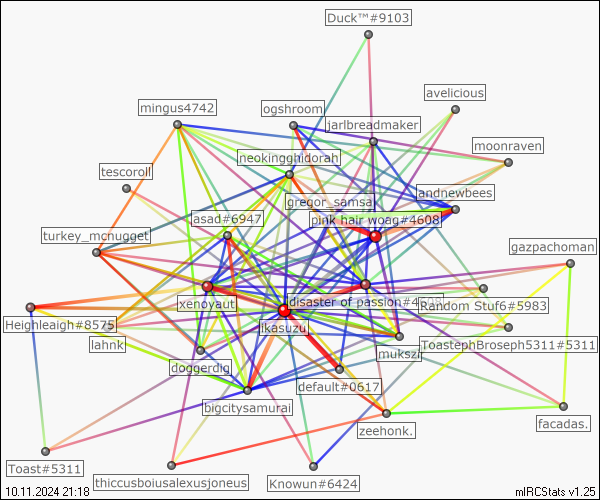 Duck™#9103
avelicious
mingus4742
ogshroom
jarlbreadmaker
moonraven
neokingghidorah
tescoroll
andnewbees
gregor_samsa
asad#6947
pink hair woag#4608
turkey_mcnugget
gazpachoman
xenoyaut
disaster of passion#4
Random Stuf6#5983
Heighleaigh#8575
jkasuzu
lahnk
ToastephBroseph5311#5311
mukszi
doggerdig
default#0617
bigcitysamurai
facadas.
zeehonk.
Toast#5311
thiccusboiusalexusjoneus
Knowun#6424
10.11.2024 21:18
mIRCStats v1.25